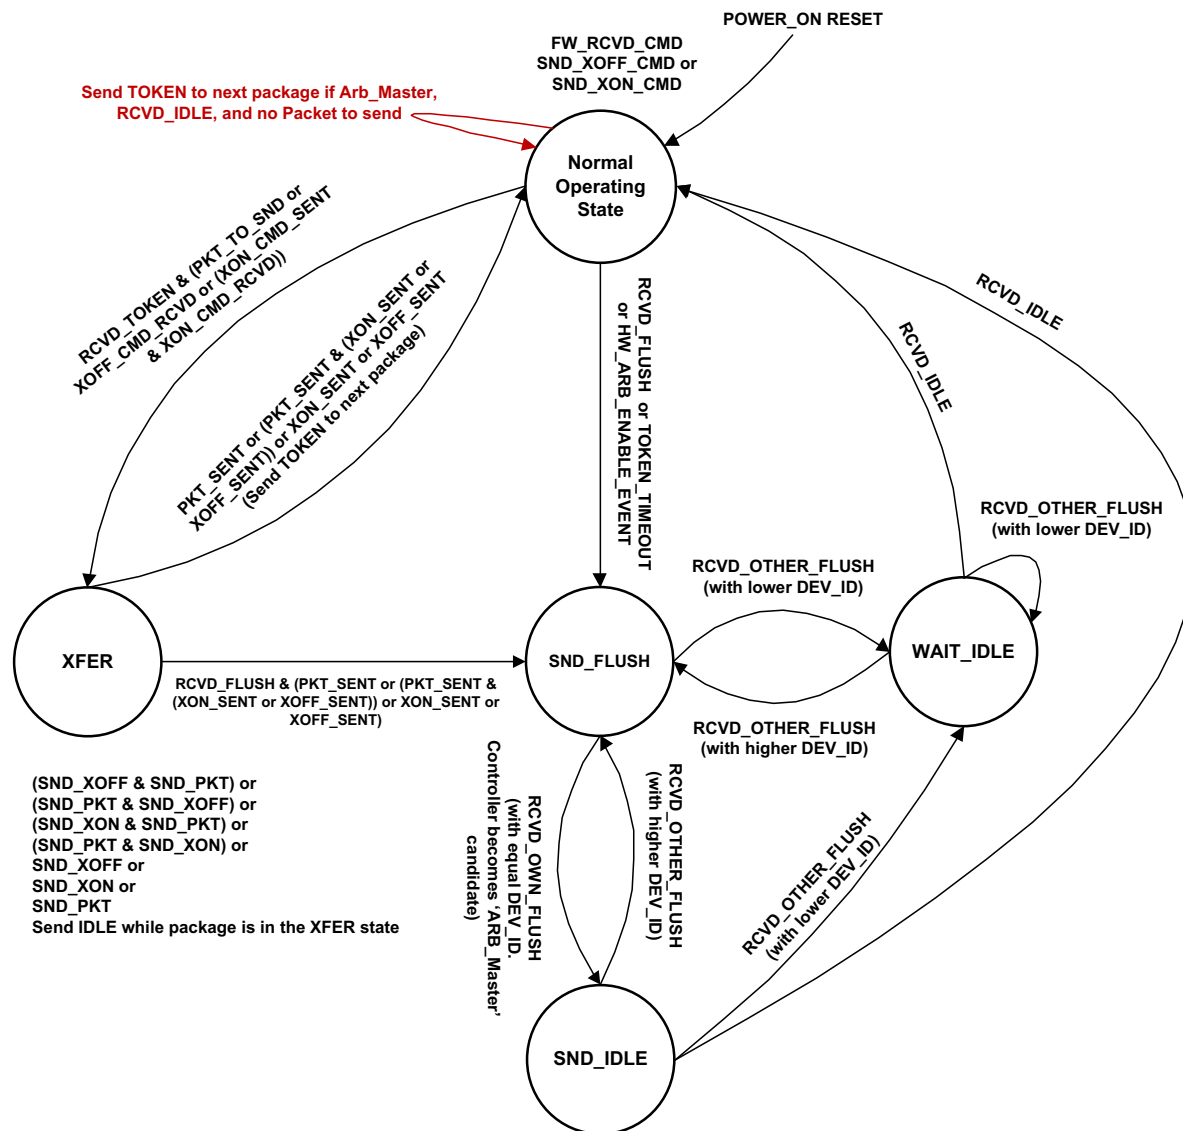 POWER_ON RESET
FW_RCVD_CMD
SND_XOFF_CMD or
SND_XON_CMD
Send TOKEN to next package if Arb_Master,
RCVD_IDLE, and no Packet to send
Normal
Operating
State
RCVD_TOKEN & (PKT_TO_SND or
XOFF_CMD_RCVD or (XON_CMD_SENT
& XON_CMD_RCVD))
PKT_SENT or (PKT_SENT & (XON_SENT or
XOFF_SENT)) or XON_SENT or XOFF_SENT
(Send TOKEN to next package)
RCVD_FLUSH or TOKEN_TIMEOUT
or HW_ARB_ENABLE_EVENT
RCVD_IDLE
RCVD_IDLE
RCVD_OTHER_FLUSH
(with lower DEV_ID)
RCVD_OTHER_FLUSH
(with lower DEV_ID)
XFER
SND_FLUSH
WAIT_IDLE
RCVD_FLUSH & (PKT_SENT or (PKT_SENT &
(XON_SENT or XOFF_SENT)) or XON_SENT or
XOFF_SENT)
RCVD_OTHER_FLUSH
(with higher DEV_ID)
(SND_XOFF & SND_PKT) or
(SND_PKT & SND_XOFF) or
(SND_XON & SND_PKT) or
(SND_PKT & SND_XON) or
SND_XOFF or
SND_XON or
SND_PKT
Send IDLE while package is in the XFER state
RCVD_OWN_FLUSH
(with equal DEV_ID.
Controller becomes 'ARB_Master'
candidate)
RCVD_OTHER_FLUSH
(with higher DEV_ID)
RCVD_OTHER_FLUSH
(with lower DEV_ID)
SND_IDLE